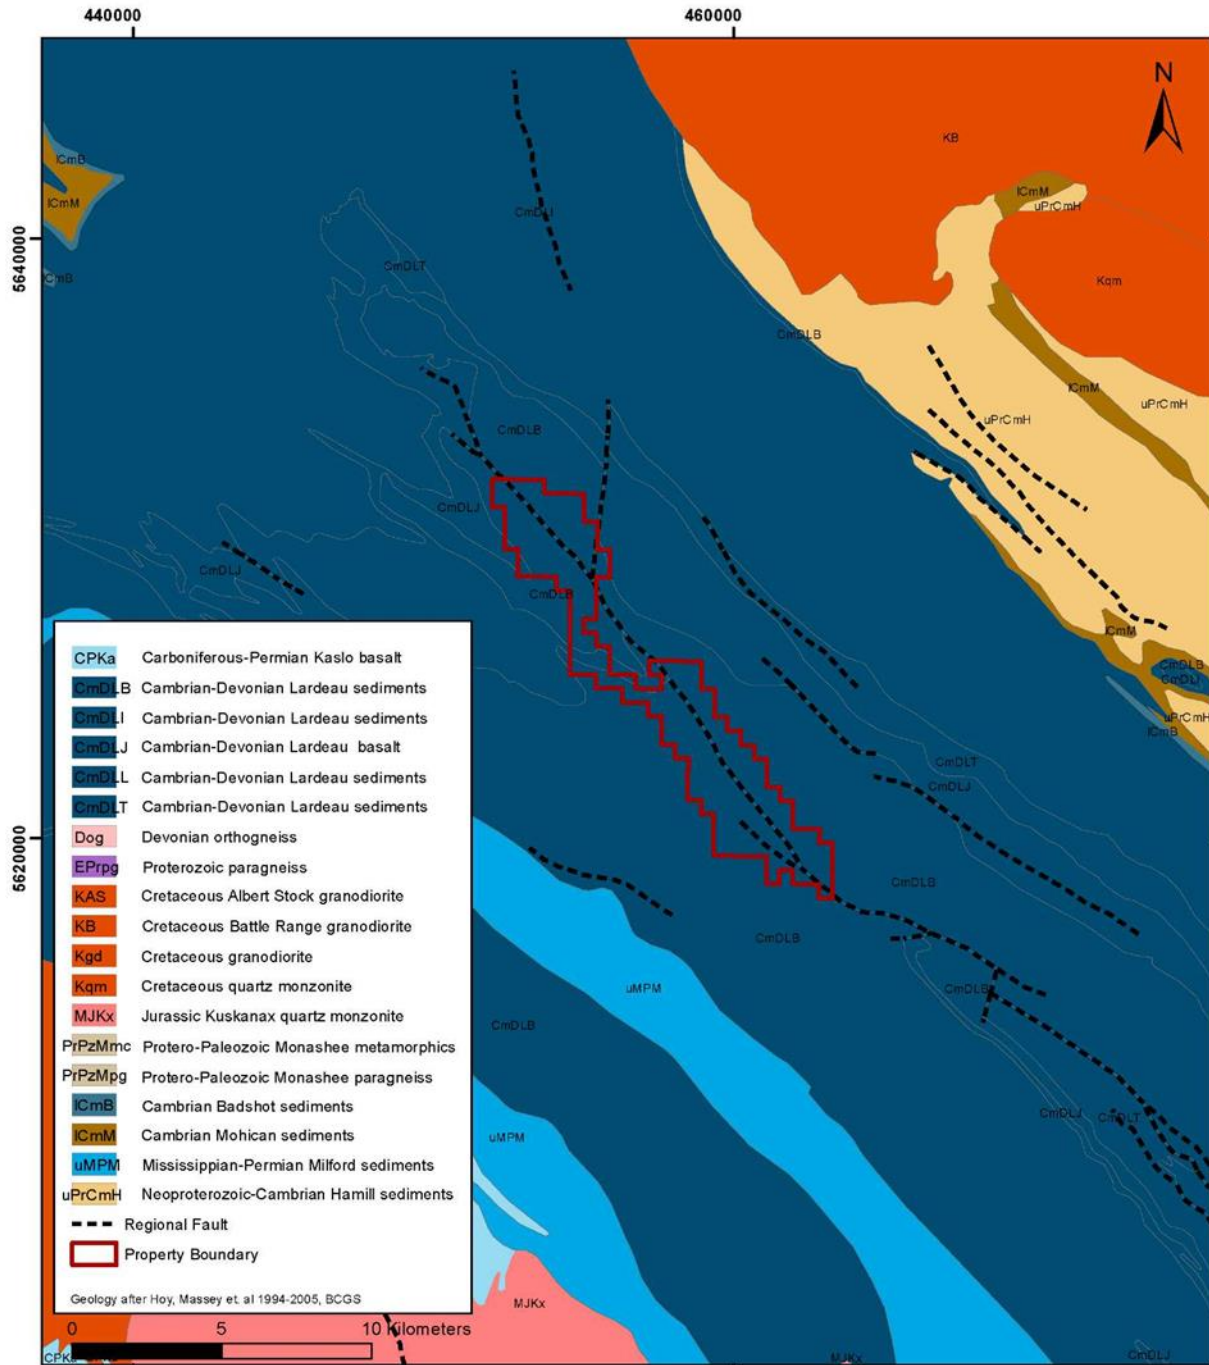 440000 460000
N
KB
lCmB
lCmM
lCmM
uPrCmH
CmDLI
5640000
CmDLT
lCmB
Kqm
CmDLB
lCmM
uPrCmH
uPrCmH
CmDLB
CmDLJ
CmDLJ
CmDLB
lCmM
CmDLB
CmDLI
uPrCmH
lCmB
CmDLT
CmDLJ
5620000
CmDLB
CmDLB
uMPM
CmDLB
CmDLB
CmDLJ
CmDLT
uMPM
MJKx
CmDLJ
MJKx
CPKa Carboniferous-Permian Kaslo basalt
CmDLB Cambrian-Devonian Lardeau sediments
CmDLI Cambrian-Devonian Lardeau sediments
CmDLJ Cambrian-Devonian Lardeau basalt
CmDLL Cambrian-Devonian Lardeau sediments
CmDLT Cambrian-Devonian Lardeau sediments
Dog Devonian orthogneiss
EPrpg Proterozoic paragneiss
KAS Cretaceous Albert Stock granodiorite
KB Cretaceous Battle Range granodiorite
Kgd Cretaceous granodiorite
Kqm Cretaceous quartz monzonite
MJKx Jurassic Kuskanax quartz monzonite
PrPzMmc Protero-Paleozoic Monashee metamorphics
PrPzMpg Protero-Paleozoic Monashee paragneiss
lCmB Cambrian Badshot sediments
lCmM Cambrian Mohican sediments
uMPM Mississippian-Permian Milford sediments
uPrCmH Neoproterozoic-Cambrian Hamill sediments
Regional Fault
Property Boundary
Geology after Hoy, Massey et. al 1994-2005, BCGS
0 5 10 Kilometers
CPKa